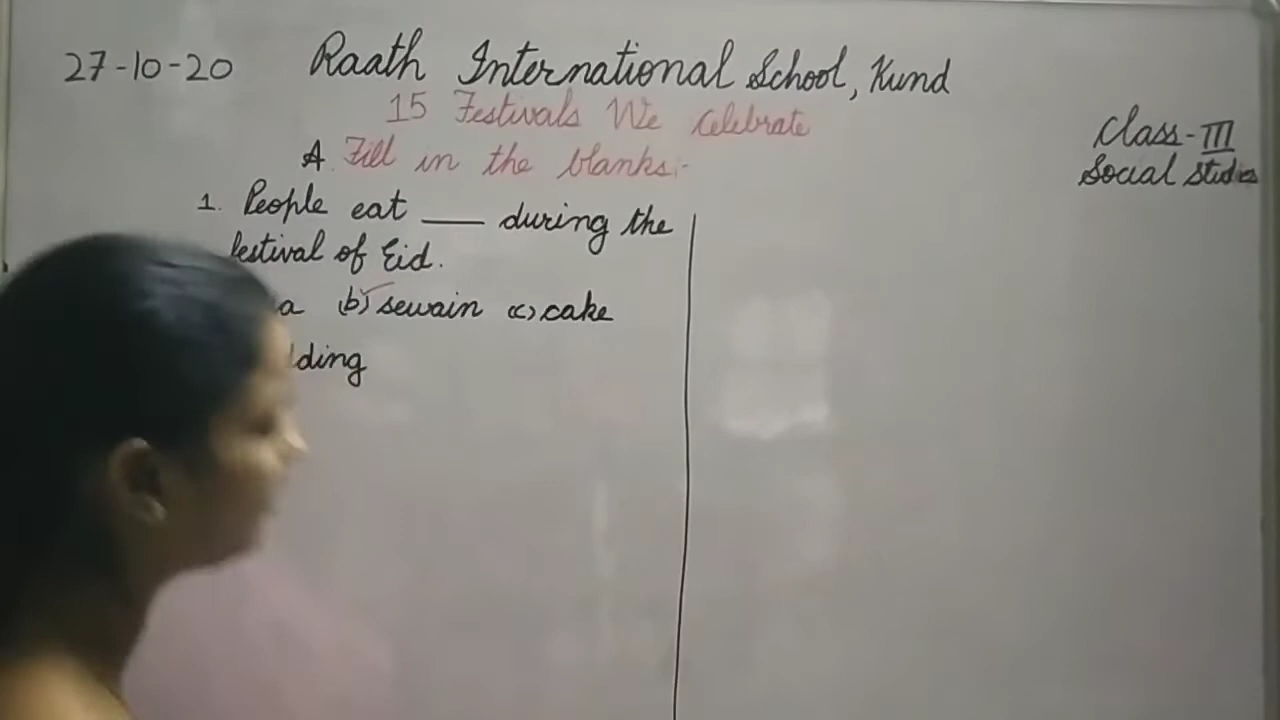 27-10-20 Raath International School, Kund
15 Festivals We Celebrate
Class-III
Social Studies
A. Fill in the blanks:-
1. People eat ___ during the
festival of Eid.
(b) sewain (c) cake